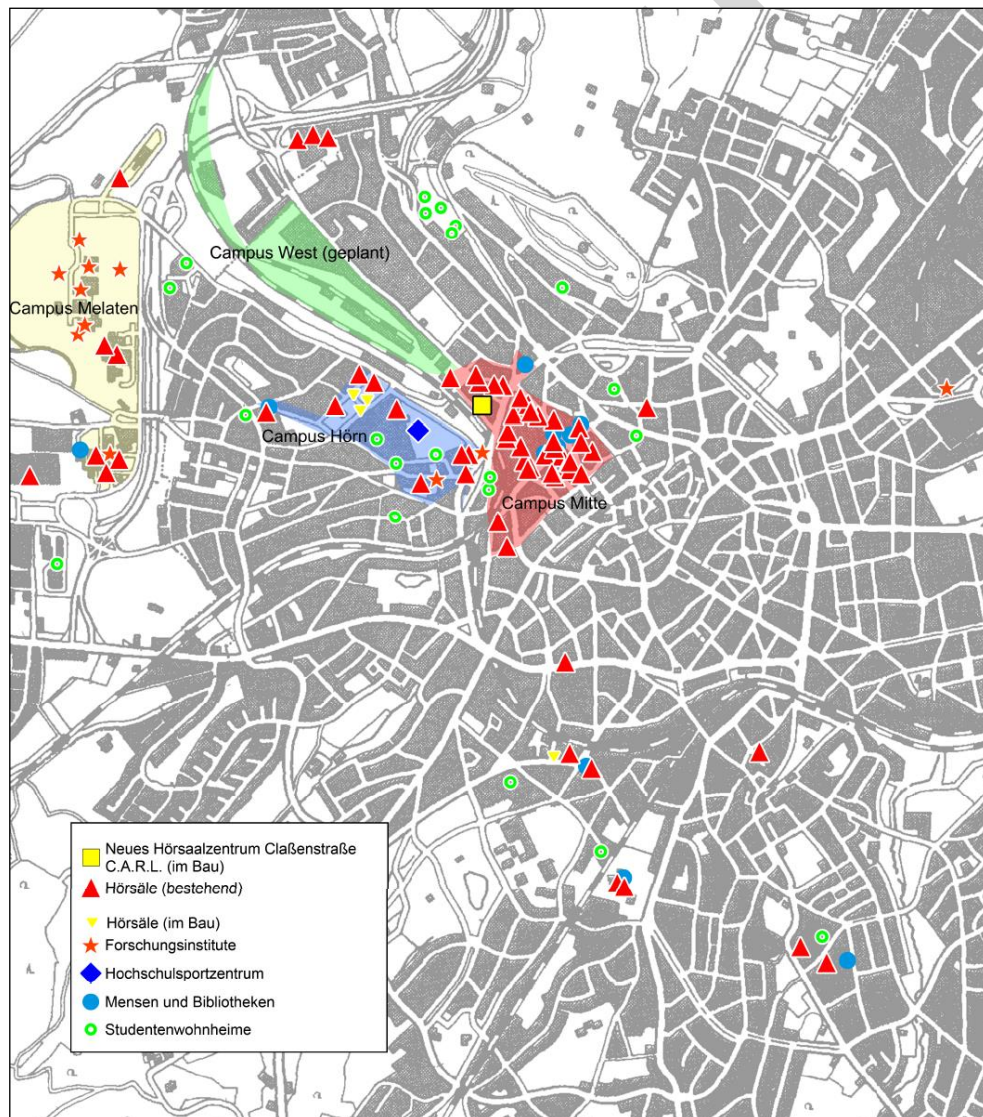 Campus West (geplant)
Campus Melaten
Campus Hörn
Campus Mitte
Neues Hörsaalzentrum Claßenstraße
C.A.R.L. (im Bau)
Hörsäle (bestehend)
Hörsäle (im Bau)
Forschungsinstitute
Hochschulsportzentrum
Mensen und Bibliotheken
Studentenwohnheime